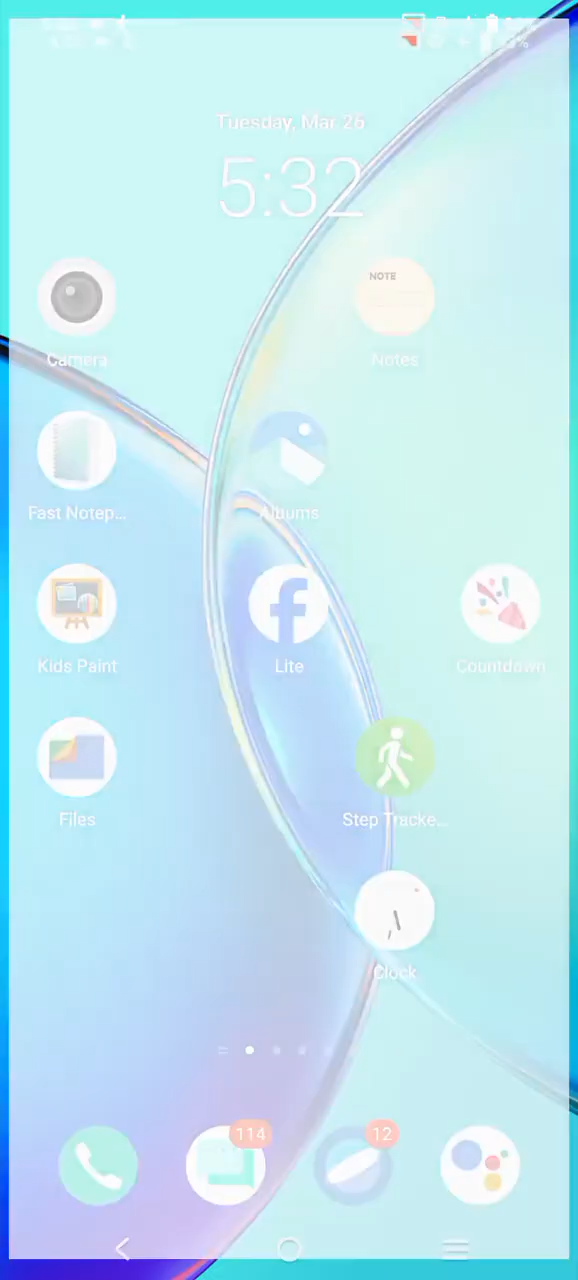 Tuesday, Mar 26
5:32
NOTE
Camera
Notes
Fast Notep...
Albums
Kids Paint
Lite
Countdown
Files
Step Tracke...
Clock
114
12